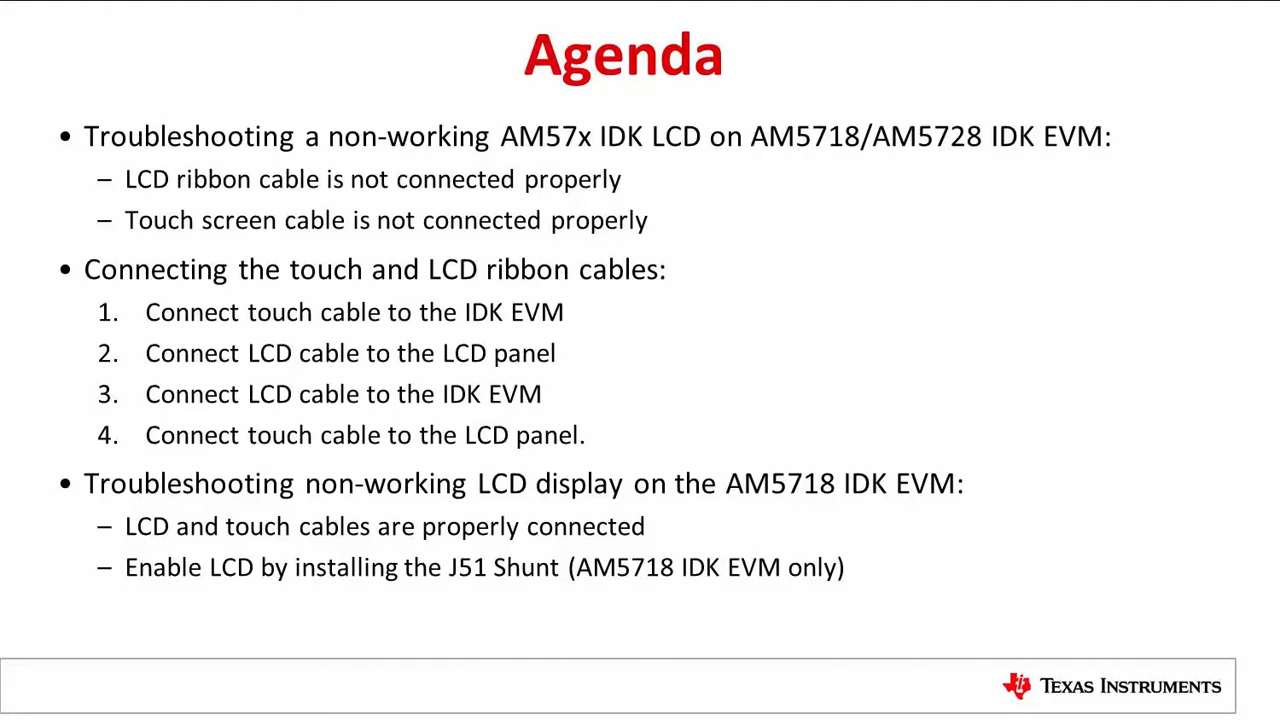 Agenda
• Troubleshooting a non-working AM57x IDK LCD on AM5718/AM5728 IDK EVM:
– LCD ribbon cable is not connected properly
– Touch screen cable is not connected properly
• Connecting the touch and LCD ribbon cables:
1. Connect touch cable to the IDK EVM
2. Connect LCD cable to the LCD panel
3. Connect LCD cable to the IDK EVM
4. Connect touch cable to the LCD panel.
• Troubleshooting non-working LCD display on the AM5718 IDK EVM:
– LCD and touch cables are properly connected
– Enable LCD by installing the J51 Shunt (AM5718 IDK EVM only)
TEXAS INSTRUMENTS